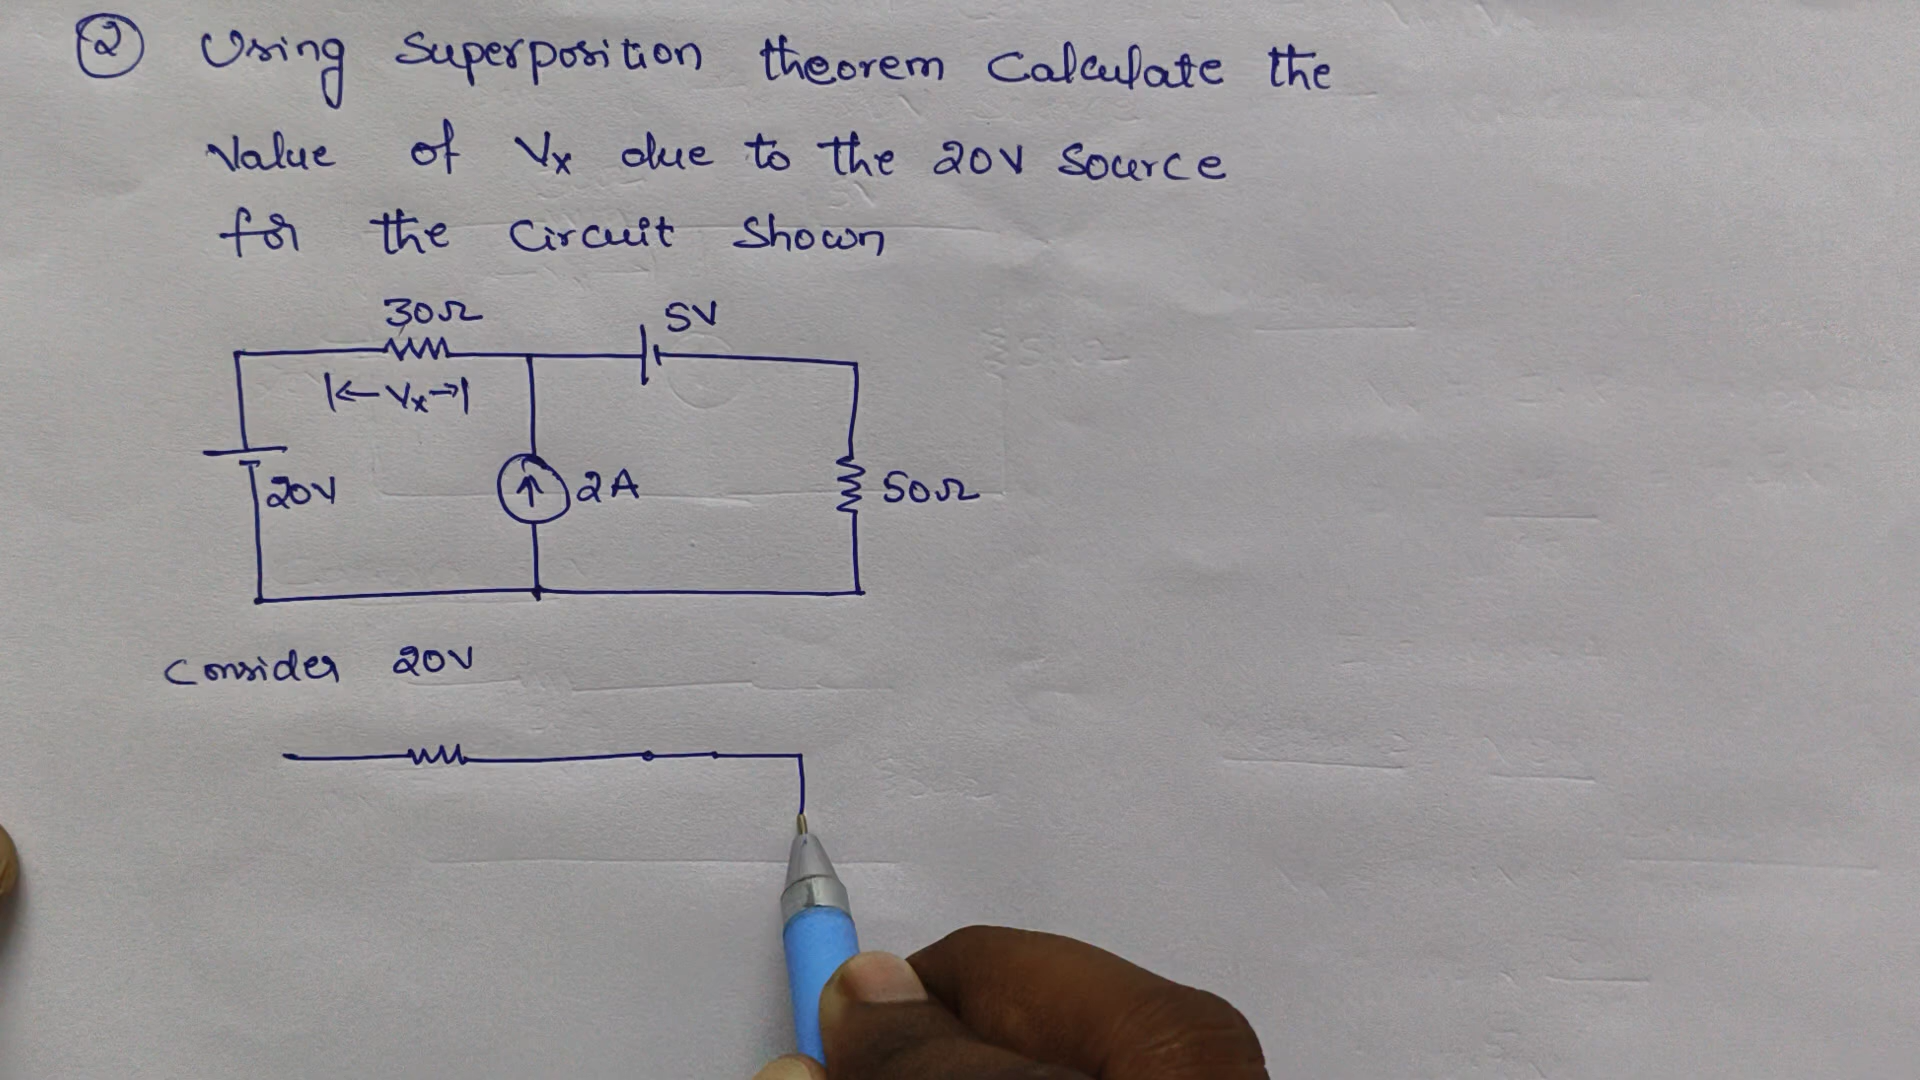 ② Using Superposition theorem Calculate the
Value of Vx due to the 20V Source
for the Circuit Shown
30Ω
5V
Vx
20V
2A
50Ω
Consider 20V